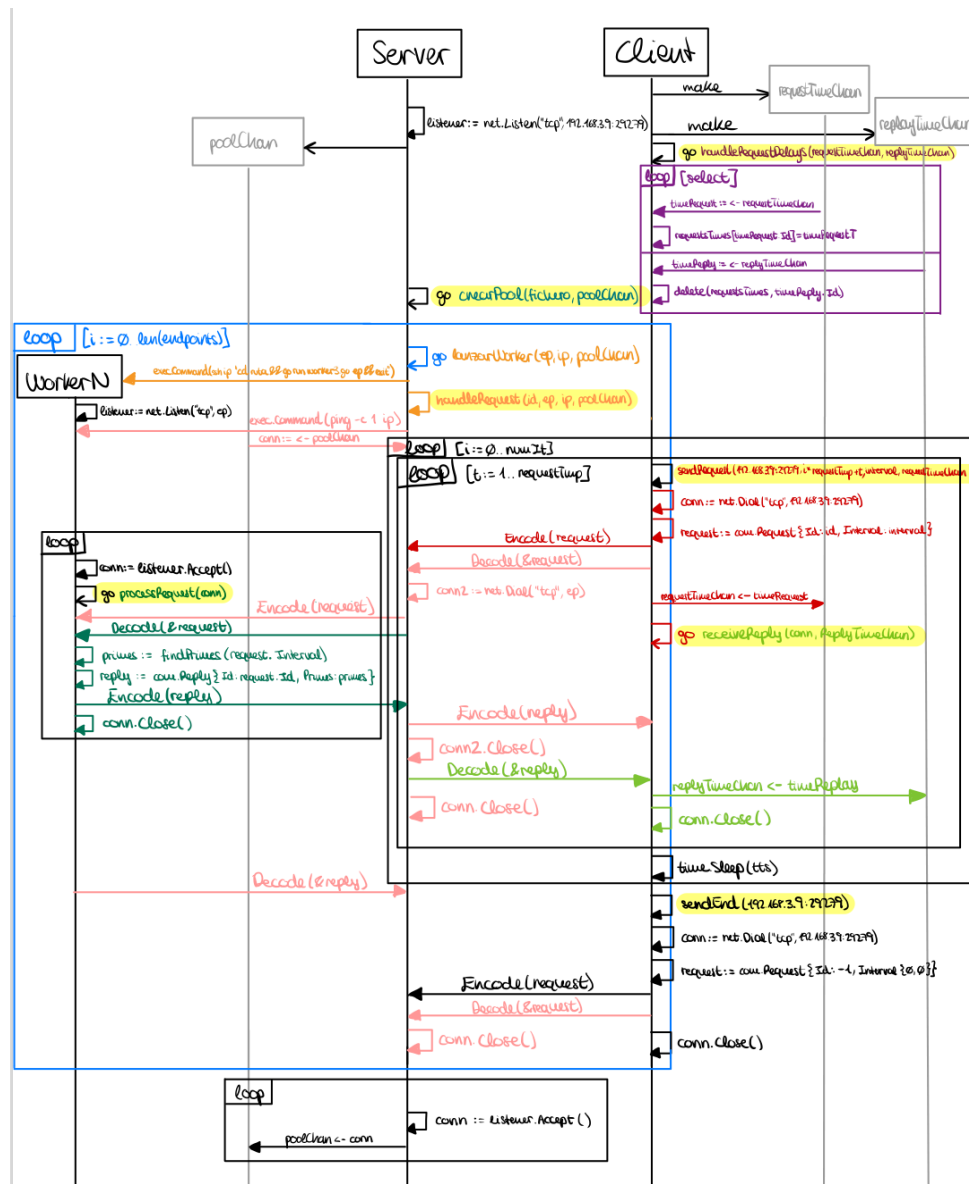 Server
Client
make
requestTimeChan
listener:= net.Listen("tcp", 192.168.3.9:29279)
make
replayTimeChan
poolChan
go handleRequestDelays(requestTimeChan, replyTimeChan)
loop [select]
timeRequest := <- requestTimeChan
requestsTimes[timeRequest.Id]=timeRequest.T
timeReply := <- replyTimeChan
delete(requestsTimes, timeReply.Id)
go crearPool(fichero, poolChan)
loop [i:=0.. len(endpoints)]
go lanzarWorker(ep, ip, poolChan)
WorkerN
handleRequest(id, ep, ip, poolChan)
listener:= net.Listen("tcp", ep)
exec.Command(ping -c 1 ip)
conn:= <- poolChan
loop [i:=0.. numIt]
loop [t:=1... requestTmp]
sendRequest(192.168.3.9:29279, i*requestTmp+t, interval, requestTimeChan
conn:= net.Dial("tcp", 192.168.3.9:29279)
request:= com.Request{Id:id, Interval:interval}
Encode(request)
Decode(&request)
loop
conn:= listener.Accept()
go processRequest(conn)
conn2:= net.Dial("tcp", ep)
requestTimeChan <- timeRequest
Encode(request)
Decode(&request)
go receiveReply(conn, ReplyTimeChan)
primes := findPrimes(request.Interval)
reply := com.Reply{Id:request.Id, Primes:primes}
Encode(reply)
conn.Close()
Encode(reply)
conn2.Close()
Decode(&reply)
replyTimeChan <- timeReplay
conn.Close()
conn.Close()
time.Sleep(tts)
Decode(&reply)
sendEnd(192.168.3.9:29279)
conn:= net.Dial("tcp", 192.168.3.9:29279)
request:= com.Request{Id:-1, Interval{0,0}}
Encode(request)
Decode(&request)
conn.Close()
conn.Close()
loop
conn := listener.Accept()
poolChan <- conn